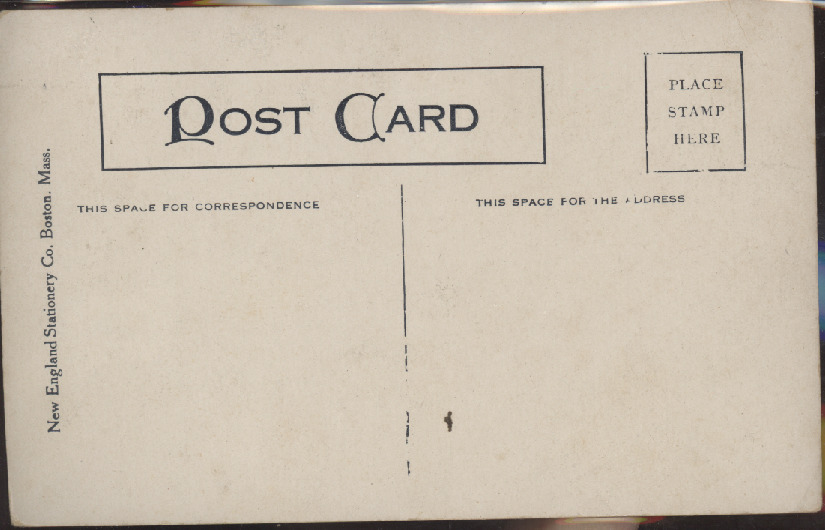 POST CARD
PLACE
STAMP
HERE
THIS SPACE FOR CORRESPONDENCE
THIS SPACE FOR THE ADDRESS
New England Stationery Co. Boston. Mass.